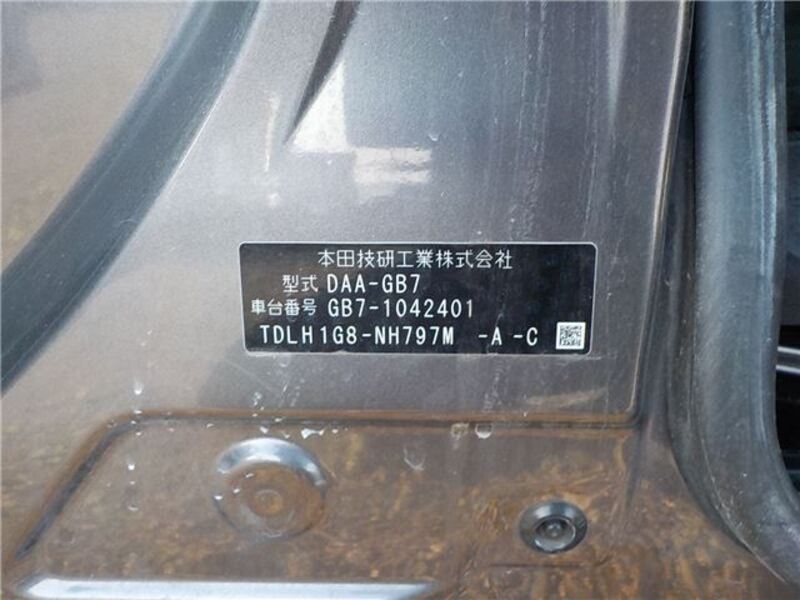 本田技研工業株式会社
型式 DAA-GB7
車台番号 GB7-1042401
TDLH1G8-NH797M -A -C